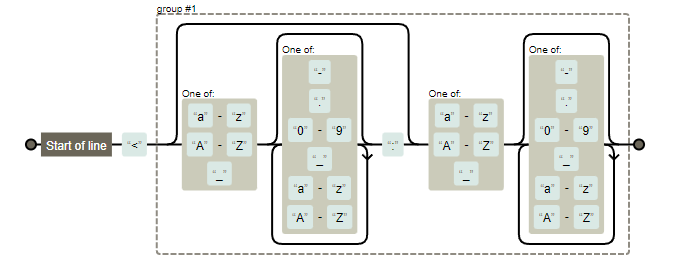 group #1
One of:
One of:
One of:
One of:
Start of line
“<”
“a” - “z”
“A” - “Z”
“_”
“-”
“.”
“0” - “9”
“_”
“a” - “z”
“A” - “Z”
“:”
“a” - “z”
“A” - “Z”
“_”
“-”
“.”
“0” - “9”
“_”
“a” - “z”
“A” - “Z”